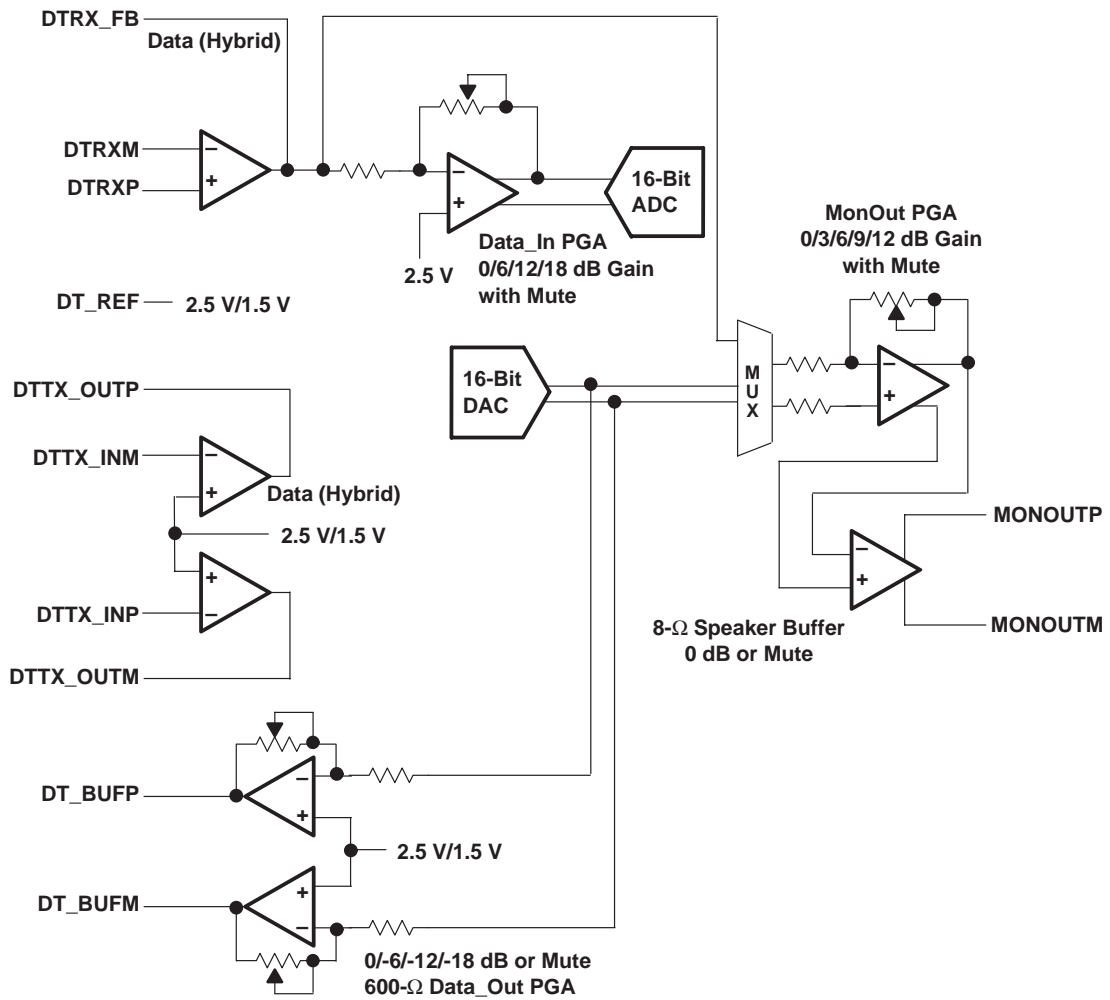 DTRX_FB
Data (Hybrid)
DTRXM
−
DTRXP
+
−
+
2.5 V
16-Bit
ADC
Data_In PGA
0/6/12/18 dB Gain
with Mute
MonOut PGA
0/3/6/9/12 dB Gain
with Mute
DT_REF
2.5 V/1.5 V
16-Bit
DAC
MUX
−
+
DTTX_OUTP
DTTX_INM
−
+
Data (Hybrid)
2.5 V/1.5 V
+
−
DTTX_INP
DTTX_OUTM
−
+
MONOUTP
MONOUTM
8-Ω Speaker Buffer
0 dB or Mute
DT_BUFP
−
+
2.5 V/1.5 V
DT_BUFM
+
−
0/-6/-12/-18 dB or Mute
600-Ω Data_Out PGA